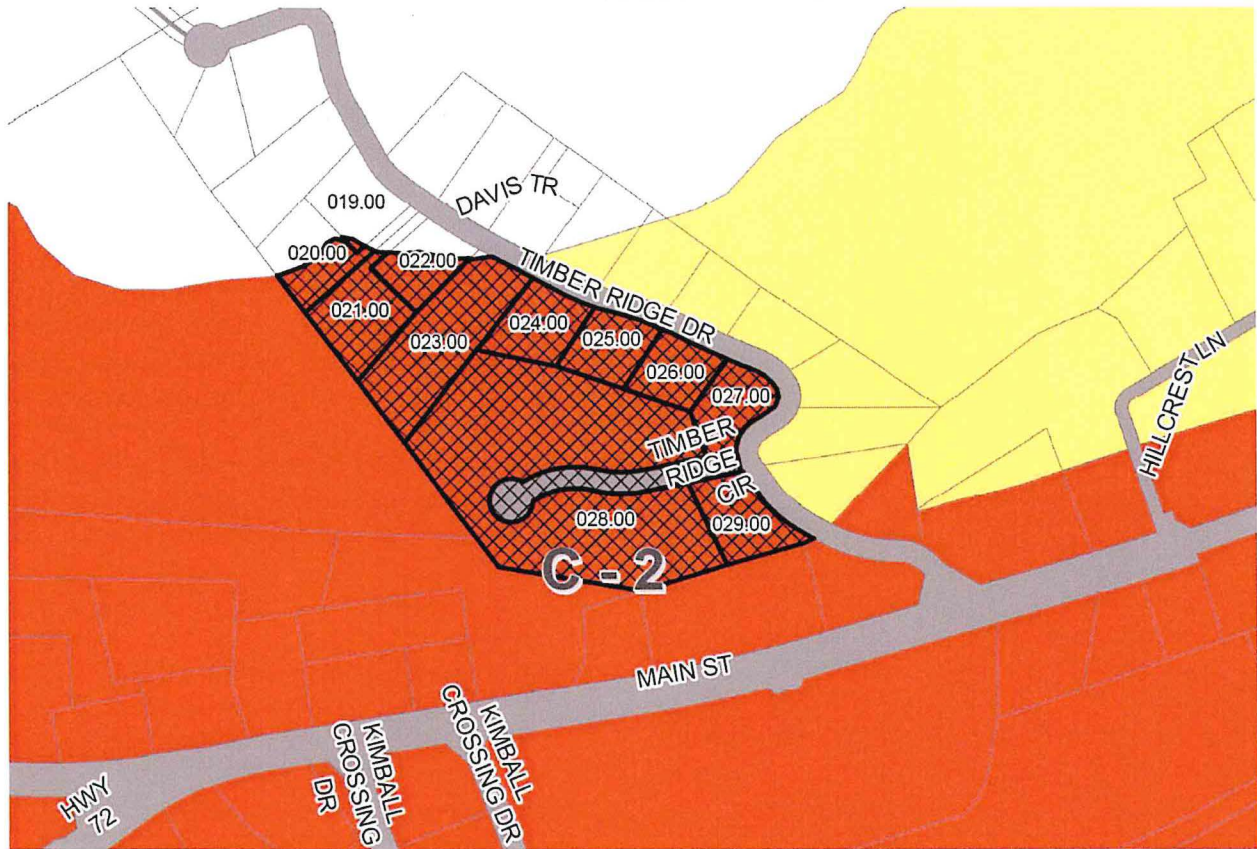 019.00
DAVIS TR
020.00
022.00
TIMBER RIDGE DR
021.00
023.00
024.00
025.00
026.00
027.00
HILLCREST LN
TIMBER
RIDGE
CIR
028.00
029.00
C - 2
MAIN ST
KIMBALL
CROSSING DR
KIMBALL
CROSSING
DR
HWY
72